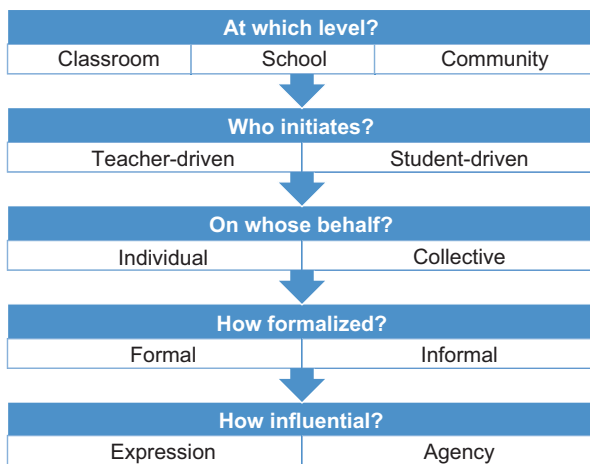 At which level?
Classroom School Community
Who initiates?
Teacher-driven Student-driven
On whose behalf?
Individual Collective
How formalized?
Formal Informal
How influential?
Expression Agency